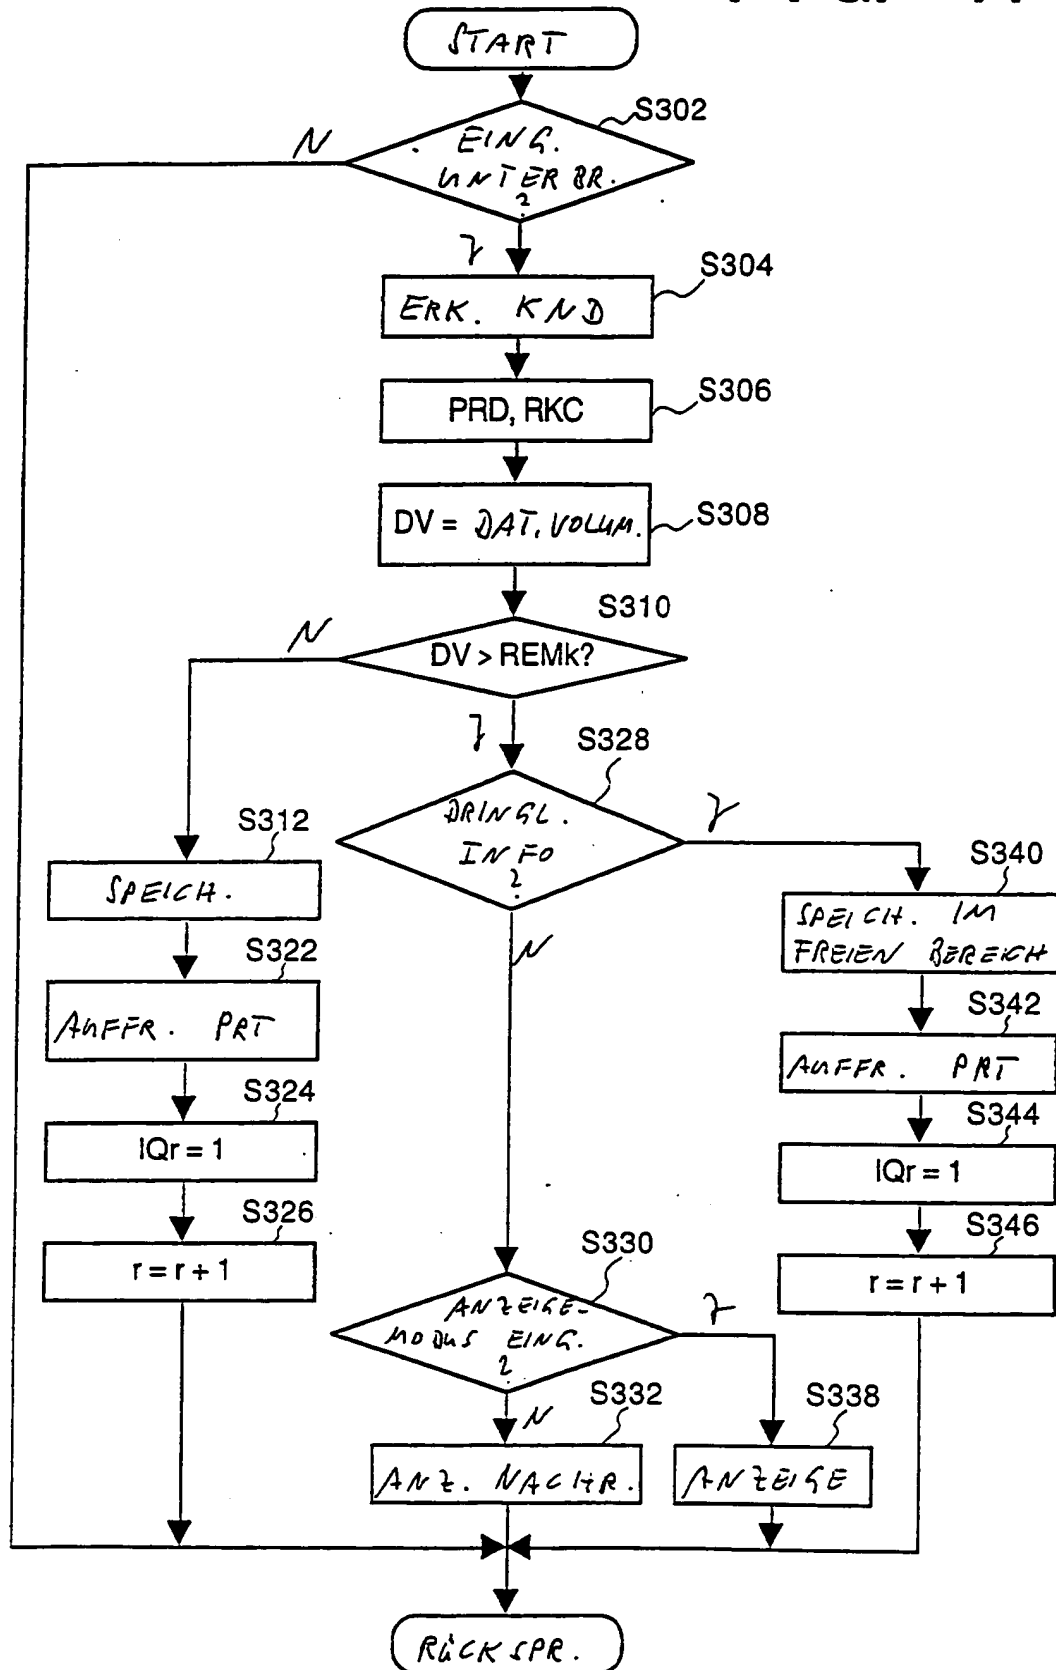 START
S302
N
EING.
UNTERBR.
?
J
S304
ERK. KND
S306
PRD, RKC
S308
DV = DAT. VOLUM.
S310
N
DV > REMk?
J
S328
DRINGL.
INFO
?
J
N
S312
SPEICH.
S322
AUFFR. PRT
S324
IQr = 1
S326
r = r + 1
S340
SPEICH. IM
FREIEN BEREICH
S342
AUFFR. PRT
S344
IQr = 1
S346
r = r + 1
S330
ANZEIGE-
MODUS EING.
?
J
N
S332
ANZ. NACHR.
S338
ANZEIGE
RÜCKSPR.